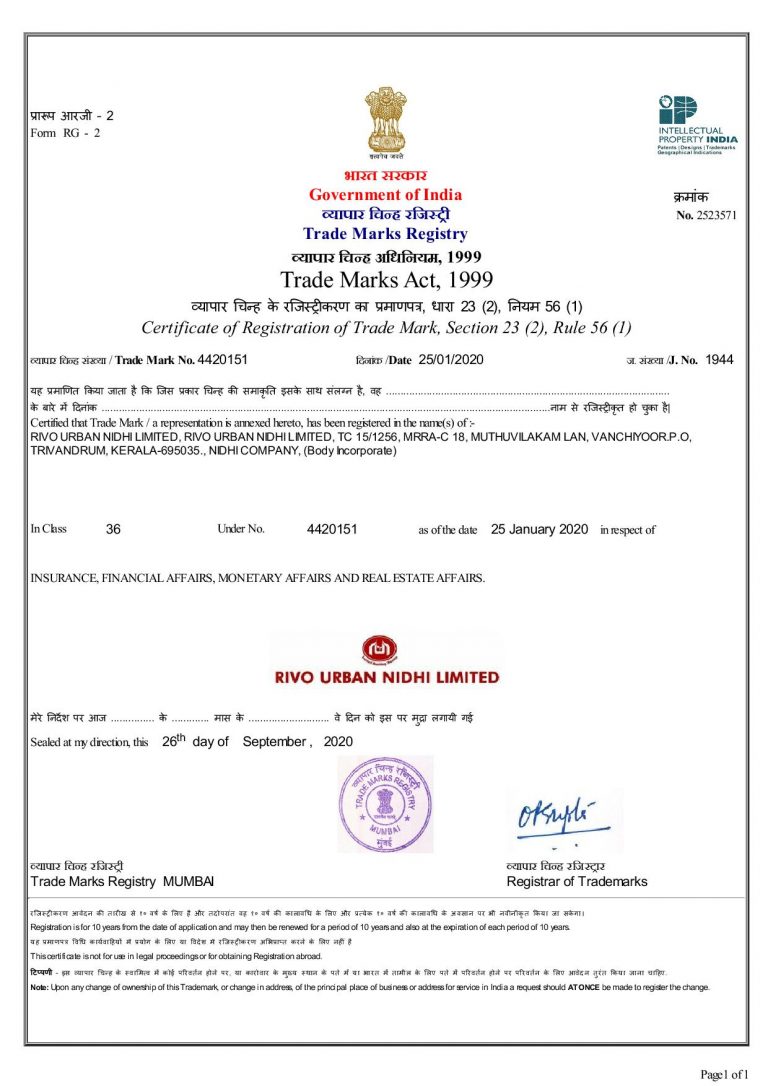 प्रारूप आरजी - 2
Form RG - 2
सत्यमेव जयते
INTELLECTUAL
PROPERTY INDIA
Patents | Designs | Trademarks
Geographical Indications
भारत सरकार
Government of India
व्यापार चिन्ह रजिस्ट्री
Trade Marks Registry
क्रमांक
No. 2523571
व्यापार चिन्ह अधिनियम, 1999
Trade Marks Act, 1999
व्यापार चिन्ह के रजिस्ट्रीकरण का प्रमाणपत्र, धारा 23 (2), नियम 56 (1)
Certificate of Registration of Trade Mark, Section 23 (2), Rule 56 (1)
व्यापार चिन्ह संख्या / Trade Mark No. 4420151 दिनांक /Date 25/01/2020 ज. संख्या /J. No. 1944
यह प्रमाणित किया जाता है कि जिस प्रकार चिन्ह की समाकृति इसके साथ संलग्न है, वह ....................
के बारे में दिनांक ....................नाम से रजिस्ट्रीकृत हो चुका है|
Certified that Trade Mark / a representation is annexed hereto, has been registered in the name(s) of :-
RIVO URBAN NIDHI LIMITED, RIVO URBAN NIDHI LIMITED, TC 15/1256, MRRA-C 18, MUTHUVILAKAM LAN, VANCHIYOOR.P.O,
TRIVANDRUM, KERALA-695035., NIDHI COMPANY, (Body Incorporate)
In Class 36 Under No. 4420151 as of the date 25 January 2020 in respect of
INSURANCE, FINANCIAL AFFAIRS, MONETARY AFFAIRS AND REAL ESTATE AFFAIRS.
RIVO URBAN NIDHI LIMITED
मेरे निर्देश पर आज ............... के ............. मास के ............................ वे दिन को इस पर मुद्रा लगायी गई
Sealed at my direction, this 26th day of September , 2020
व्यापार चिन्ह रजिस्ट्री
TRADE MARKS REGISTRY
MUMBAI
मुंबई
व्यापार चिन्ह रजिस्ट्री
Trade Marks Registry MUMBAI
व्यापार चिन्ह रजिस्ट्रार
Registrar of Trademarks
रजिस्ट्रीकरण आवेदन की तारीख से १० वर्ष के लिए है और तदोपरांत वह १० वर्ष की कालावधि के लिए और प्रत्येक १० वर्ष की कालावधि के अवसान पर भी नवीनीकृत किया जा सकेगा।
Registration is for 10 years from the date of application and may then be renewed for a period of 10 years and also at the expiration of each period of 10 years.
यह प्रमाणपत्र विधि कार्यवाहियों में प्रयोग के लिए या विदेश में रजिस्ट्रीकरण अभिप्राप्त करने के लिए नहीं है
This certificate is not for use in legal proceedings or for obtaining Registration abroad.
टिप्पणी - इस व्यापार चिन्ह के स्वामित्व में कोई परिवर्तन होने पर, या कारोबार के मुख्य स्थान के पते में या भारत में तामील के लिए पते में परिवर्तन होने पर परिवर्तन के लिए आवेदन तुरंत किया जाना चाहिए.
Note: Upon any change of ownership of this Trademark, or change in address, of the principal place of business or address for service in India a request should AT ONCE be made to register the change.
Page1 of 1